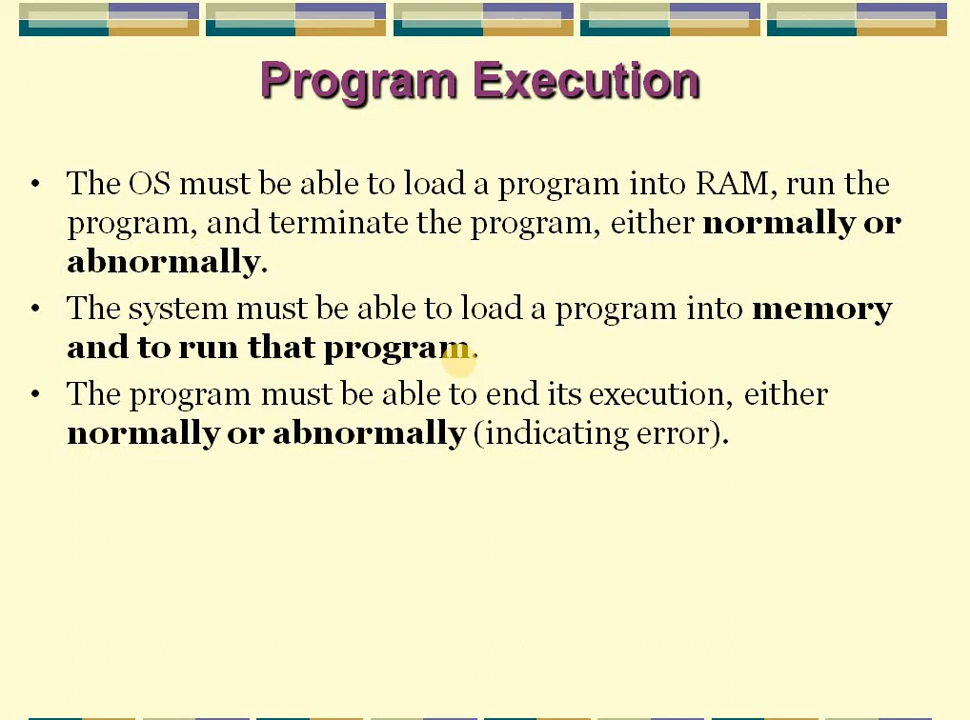 Program Execution
• The OS must be able to load a program into RAM, run the
program, and terminate the program, either normally or
abnormally.
• The system must be able to load a program into memory
and to run that program.
• The program must be able to end its execution, either
normally or abnormally (indicating error).